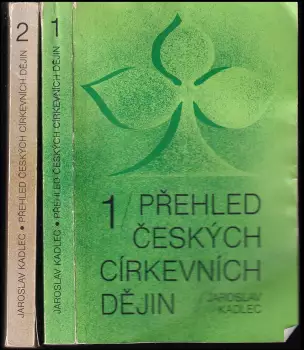 2
JAROSLAV KADLEC • PŘEHLED ČESKÝCH CÍRKEVNÍCH DĚJIN
1
JAROSLAV KADLEC • PŘEHLED ČESKÝCH CÍRKEVNÍCH DĚJIN
1/PŘEHLED
ČESKÝCH
CÍRKEVNÍCH
DĚJIN /JAROSLAV
KADLEC